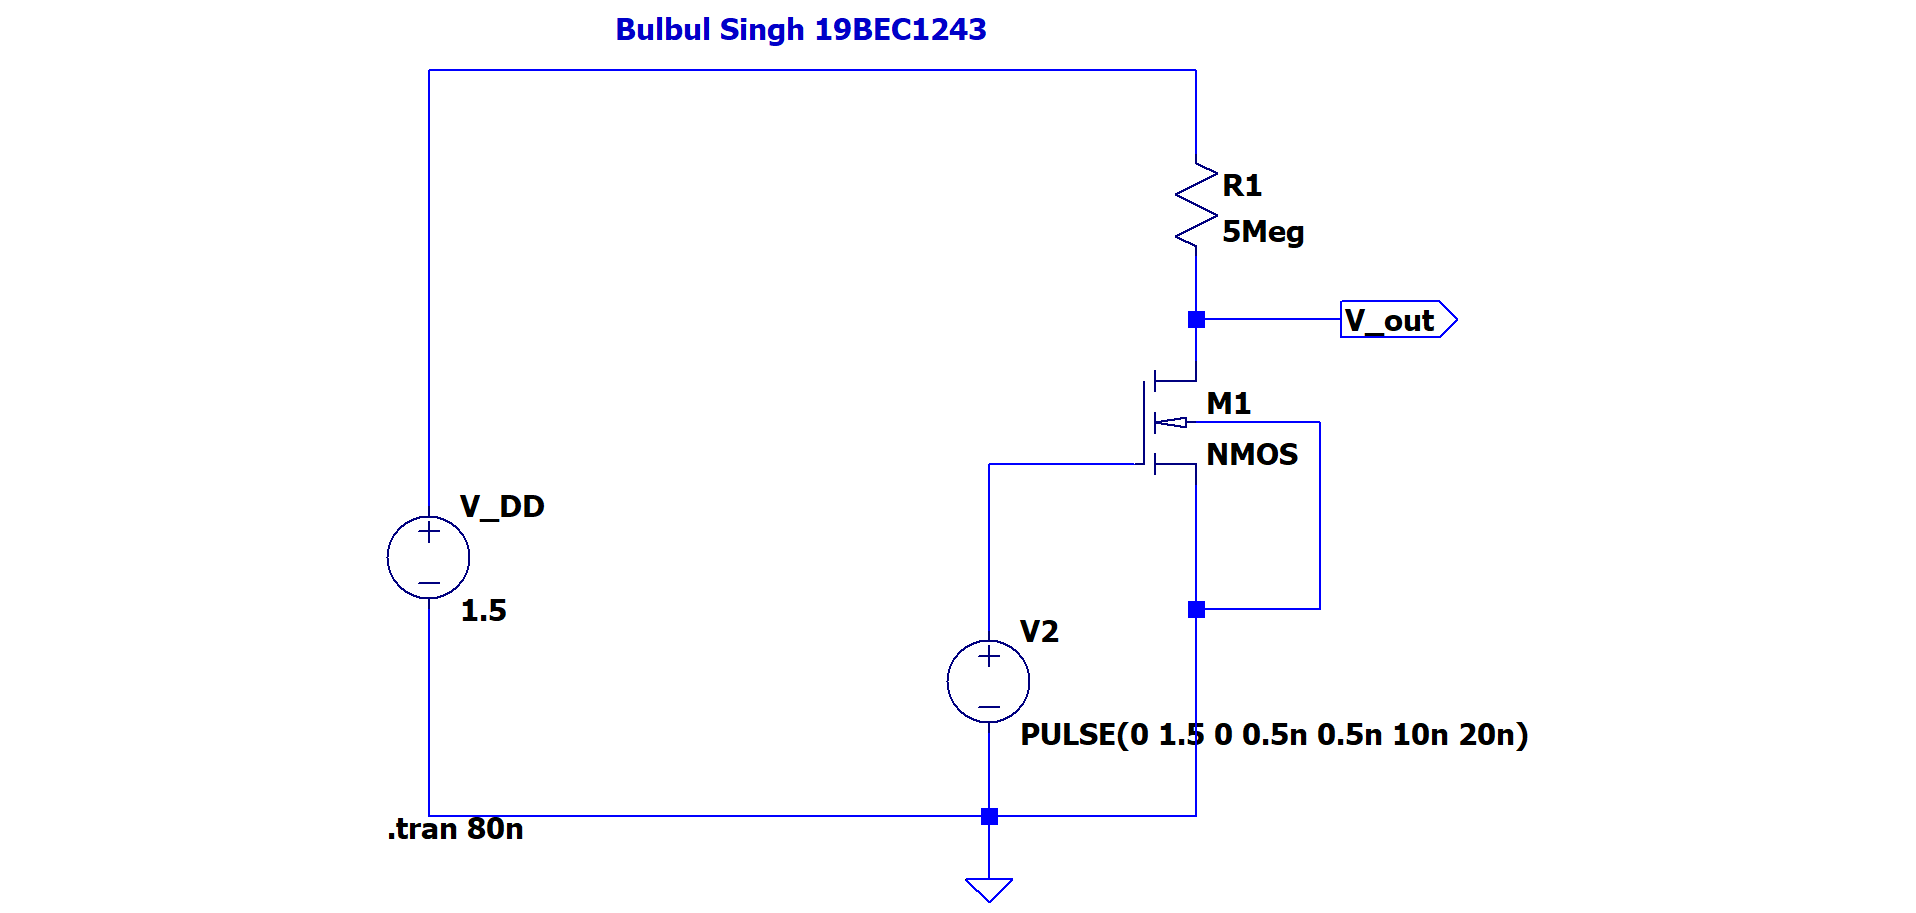 Bulbul Singh 19BEC1243
R1
5Meg
V_out
M1
NMOS
V_DD
1.5
V2
PULSE(0 1.5 0 0.5n 0.5n 10n 20n)
.tran 80n